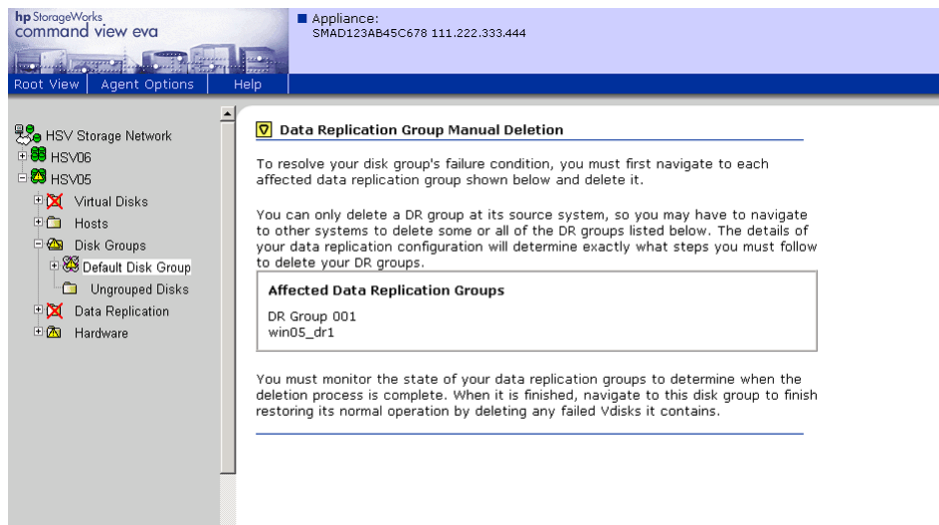 hp StorageWorks
command view eva
Appliance:
SMAD123AB45C678 111.222.333.444
Root View
Agent Options
Help
HSV Storage Network
HSV06
HSV05
Virtual Disks
Hosts
Disk Groups
Default Disk Group
Ungrouped Disks
Data Replication
Hardware
Data Replication Group Manual Deletion
To resolve your disk group's failure condition, you must first navigate to each
affected data replication group shown below and delete it.
You can only delete a DR group at its source system, so you may have to navigate
to other systems to delete some or all of the DR groups listed below. The details of
your data replication configuration will determine exactly what steps you must follow
to delete your DR groups.
Affected Data Replication Groups
DR Group 001
win05_dr1
You must monitor the state of your data replication groups to determine when the
deletion process is complete. When it is finished, navigate to this disk group to finish
restoring its normal operation by deleting any failed Vdisks it contains.